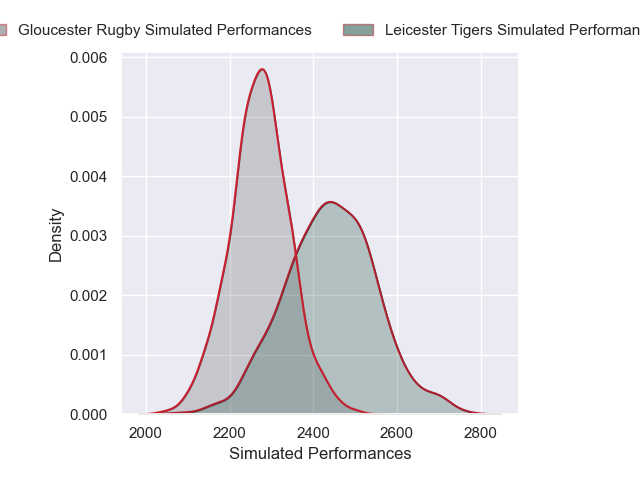 Gloucester Rugby Simulated Performances Leicester Tigers Simulated Performan
0.006
0.005
0.004
0.003
0.002
0.001
0.000
Density
2000 2200 2400 2600 2800
Simulated Performances